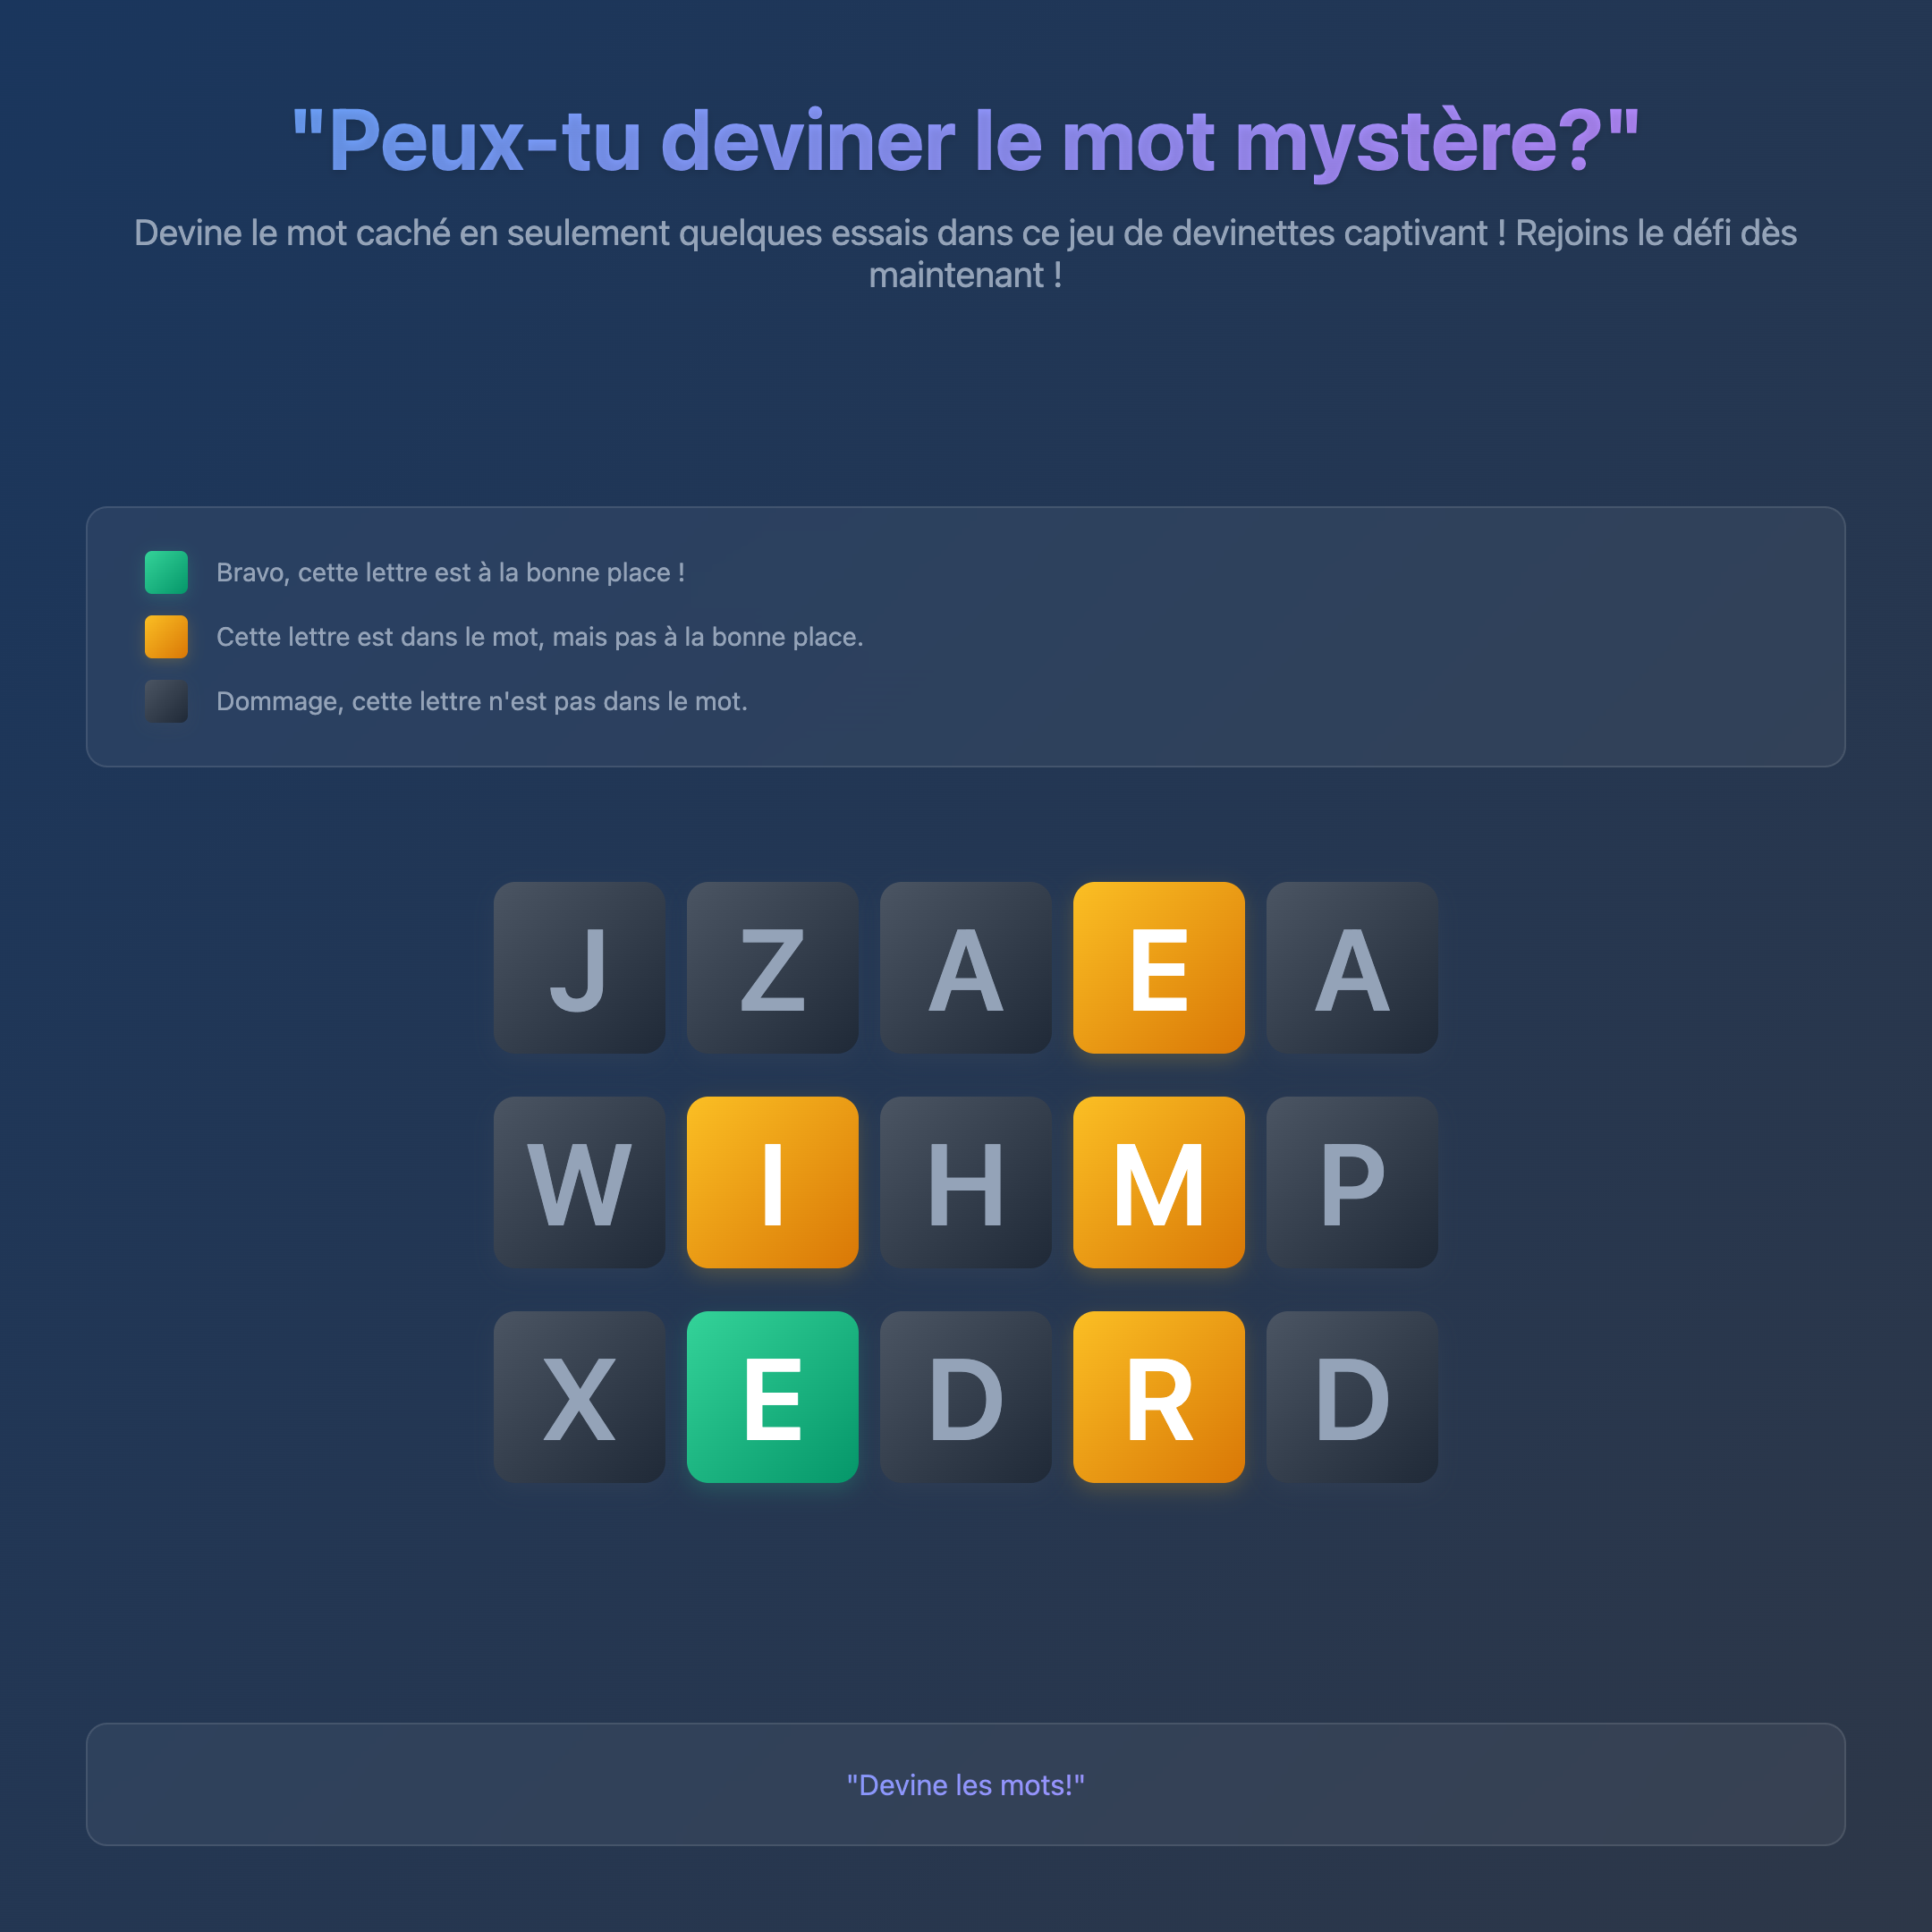 "Peux-tu deviner le mot mystère?"
Devine le mot caché en seulement quelques essais dans ce jeu de devinettes captivant ! Rejoins le défi dès
maintenant !
Bravo, cette lettre est à la bonne place !
Cette lettre est dans le mot, mais pas à la bonne place.
Dommage, cette lettre n'est pas dans le mot.
J Z A E A
W I H M P
X E D R D
"Devine les mots!"